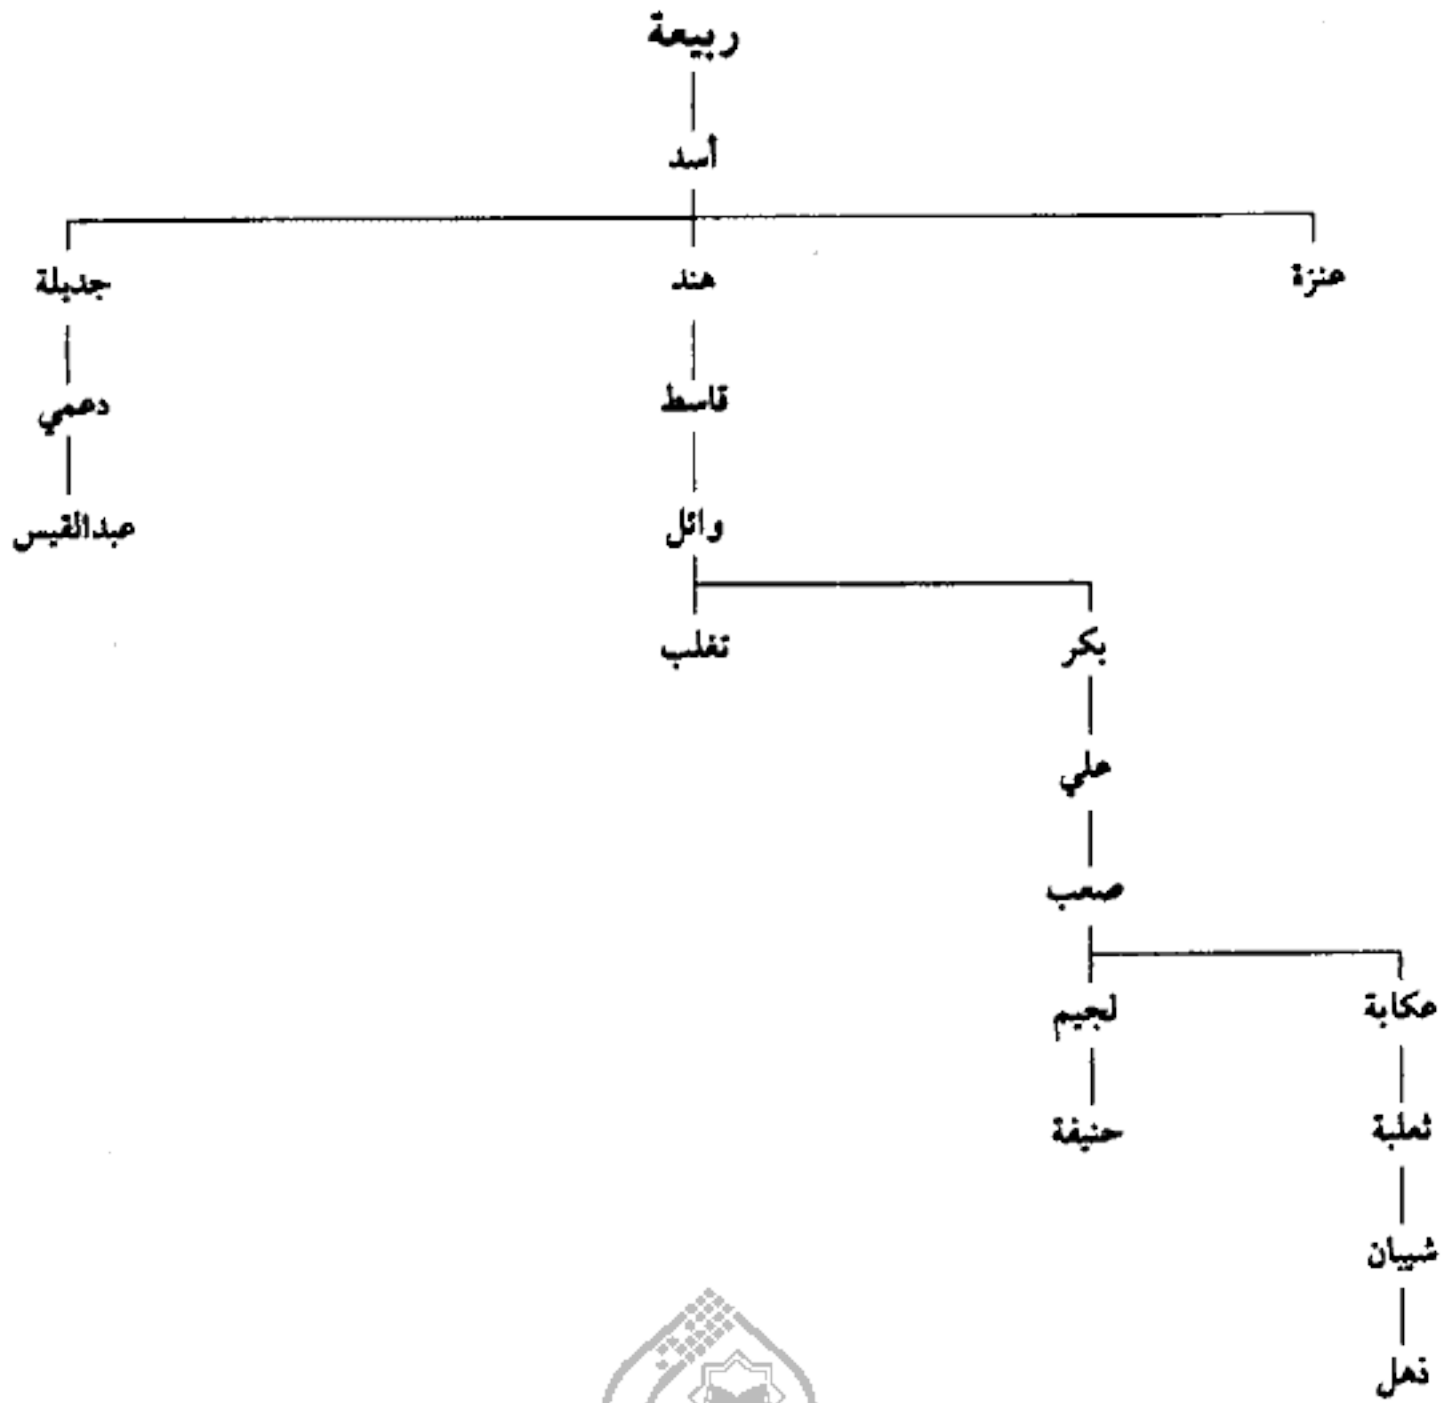 ربيعة
أسد
عنزة هند جديلة
قاسط دعمي
وائل عبدالقيس
بكر تغلب
علي
صعب
عكابة لجيم
ثعلبة حنيفة
شيبان
ذهل